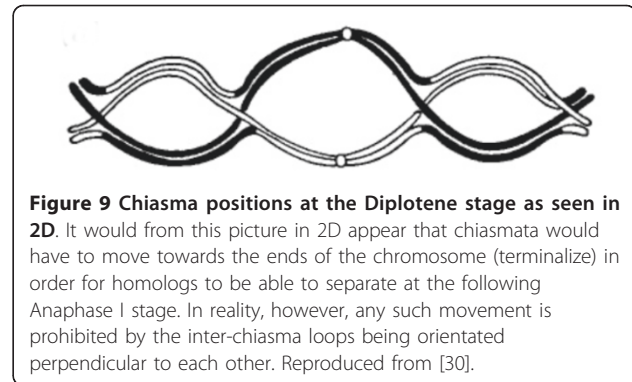 Figure 9 Chiasma positions at the Diplotene stage as seen in
2D. It would from this picture in 2D appear that chiasmata would
have to move towards the ends of the chromosome (terminalize) in
order for homologs to be able to separate at the following
Anaphase I stage. In reality, however, any such movement is
prohibited by the inter-chiasma loops being orientated
perpendicular to each other. Reproduced from [30].